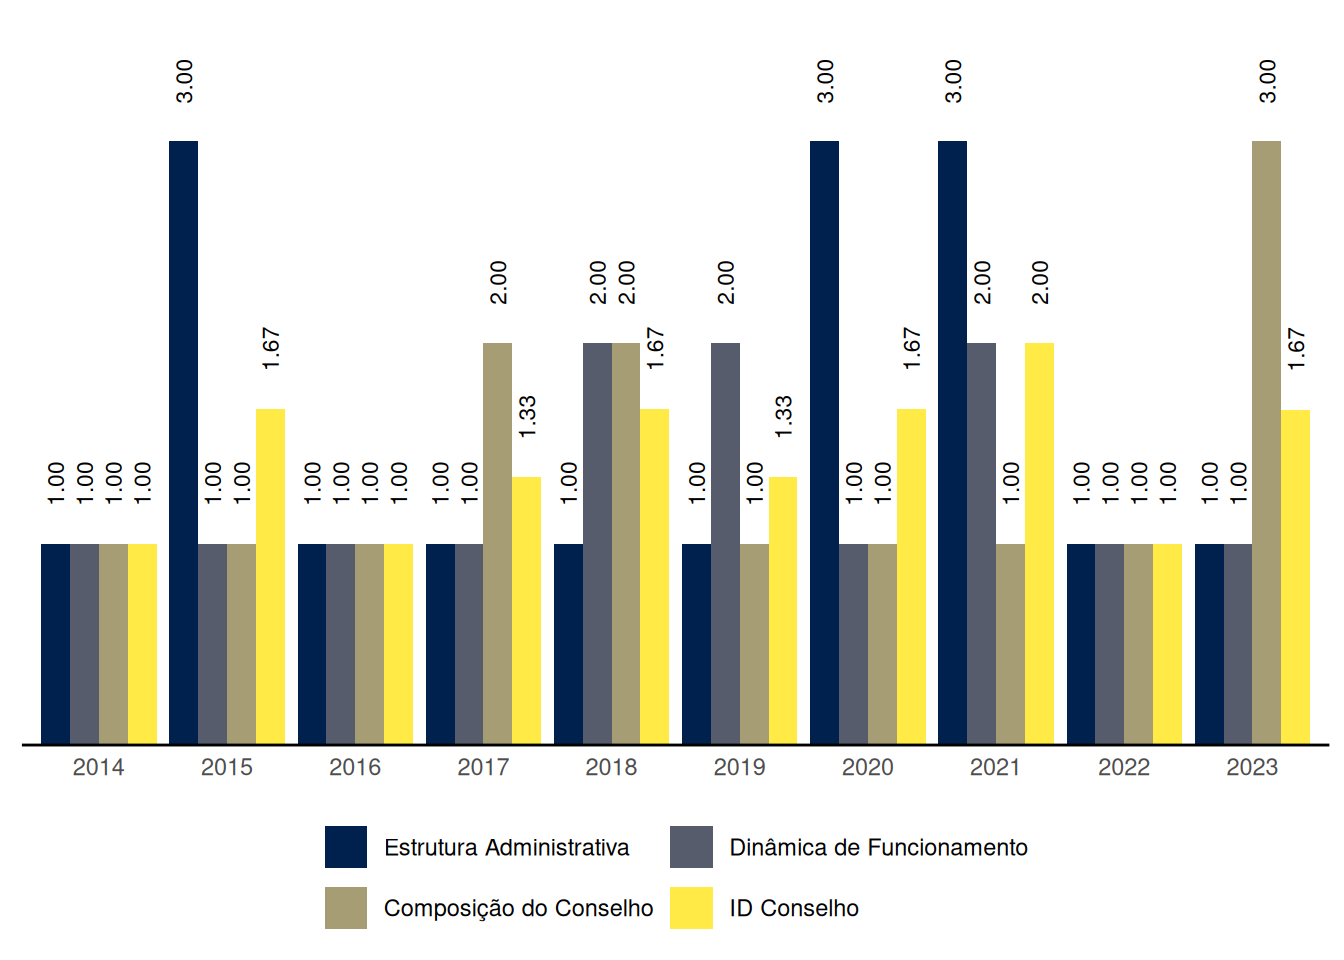 3.00 3.00 3.00 3.00
2.00 2.00 2.00 2.00 2.00 2.00
1.67 1.67 1.67 1.67
1.33 1.33
1.00 1.00 1.00 1.00 1.00 1.00 1.00 1.00 1.00 1.00 1.00 1.00 1.00 1.00 1.00 1.00 1.00 1.00 1.00 1.00 1.00 1.00 1.00 1.00
2014 2015 2016 2017 2018 2019 2020 2021 2022 2023
Estrutura Administrativa Dinâmica de Funcionamento
Composição do Conselho ID Conselho